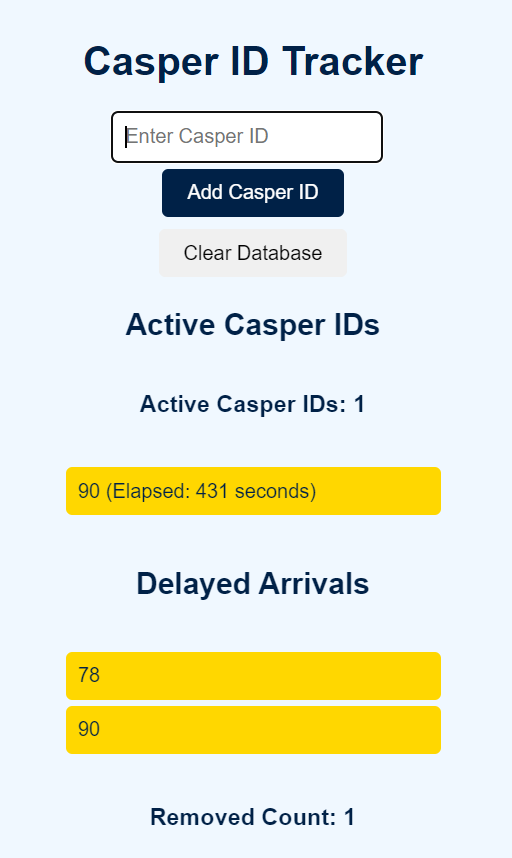 Casper ID Tracker
Enter Casper ID
Add Casper ID
Clear Database
Active Casper IDs
Active Casper IDs: 1
90 (Elapsed: 431 seconds)
Delayed Arrivals
78
90
Removed Count: 1